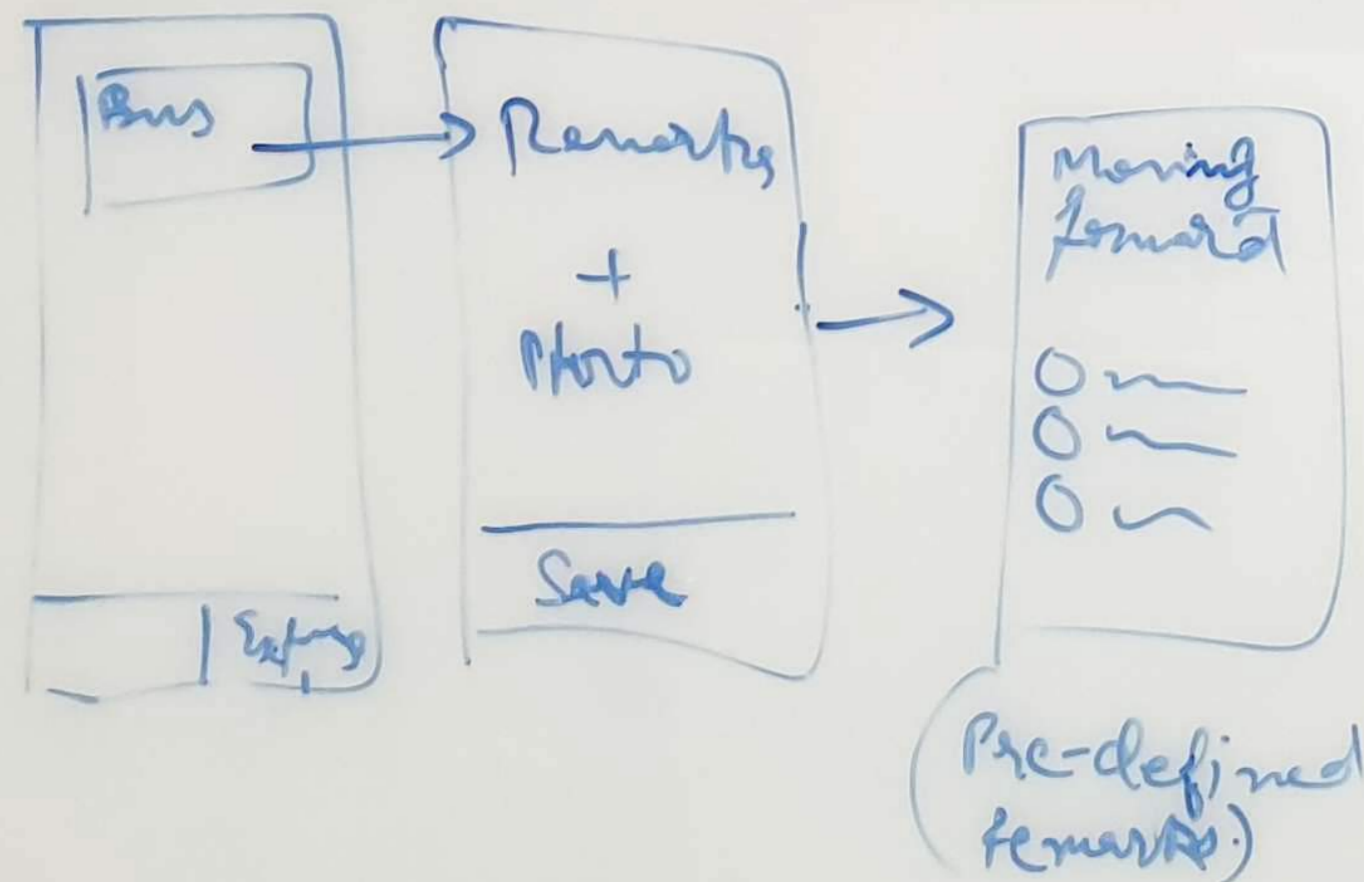 Bus
Remarks
+
Photo
Save
Moving
forward
(Pre-defined
remarks.)